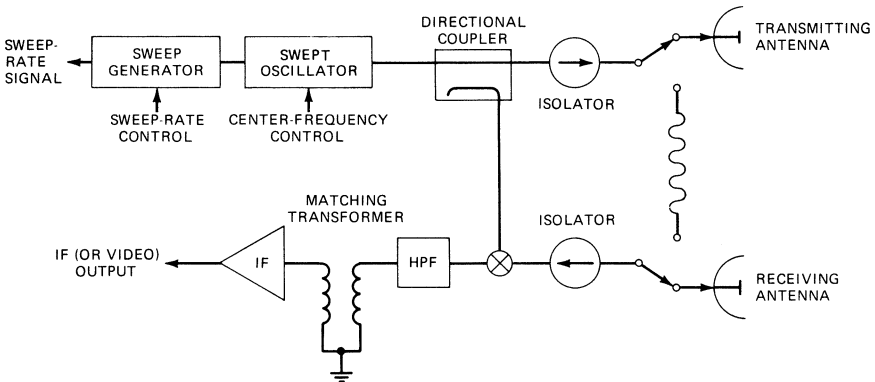 DIRECTIONAL
COUPLER
TRANSMITTING
ANTENNA
SWEEP-
RATE
SIGNAL
SWEEP
GENERATOR
SWEPT
OSCILLATOR
ISOLATOR
SWEEP-RATE
CONTROL
CENTER-FREQUENCY
CONTROL
MATCHING
TRANSFORMER
ISOLATOR
IF (OR VIDEO)
OUTPUT
IF
HPF
RECEIVING
ANTENNA